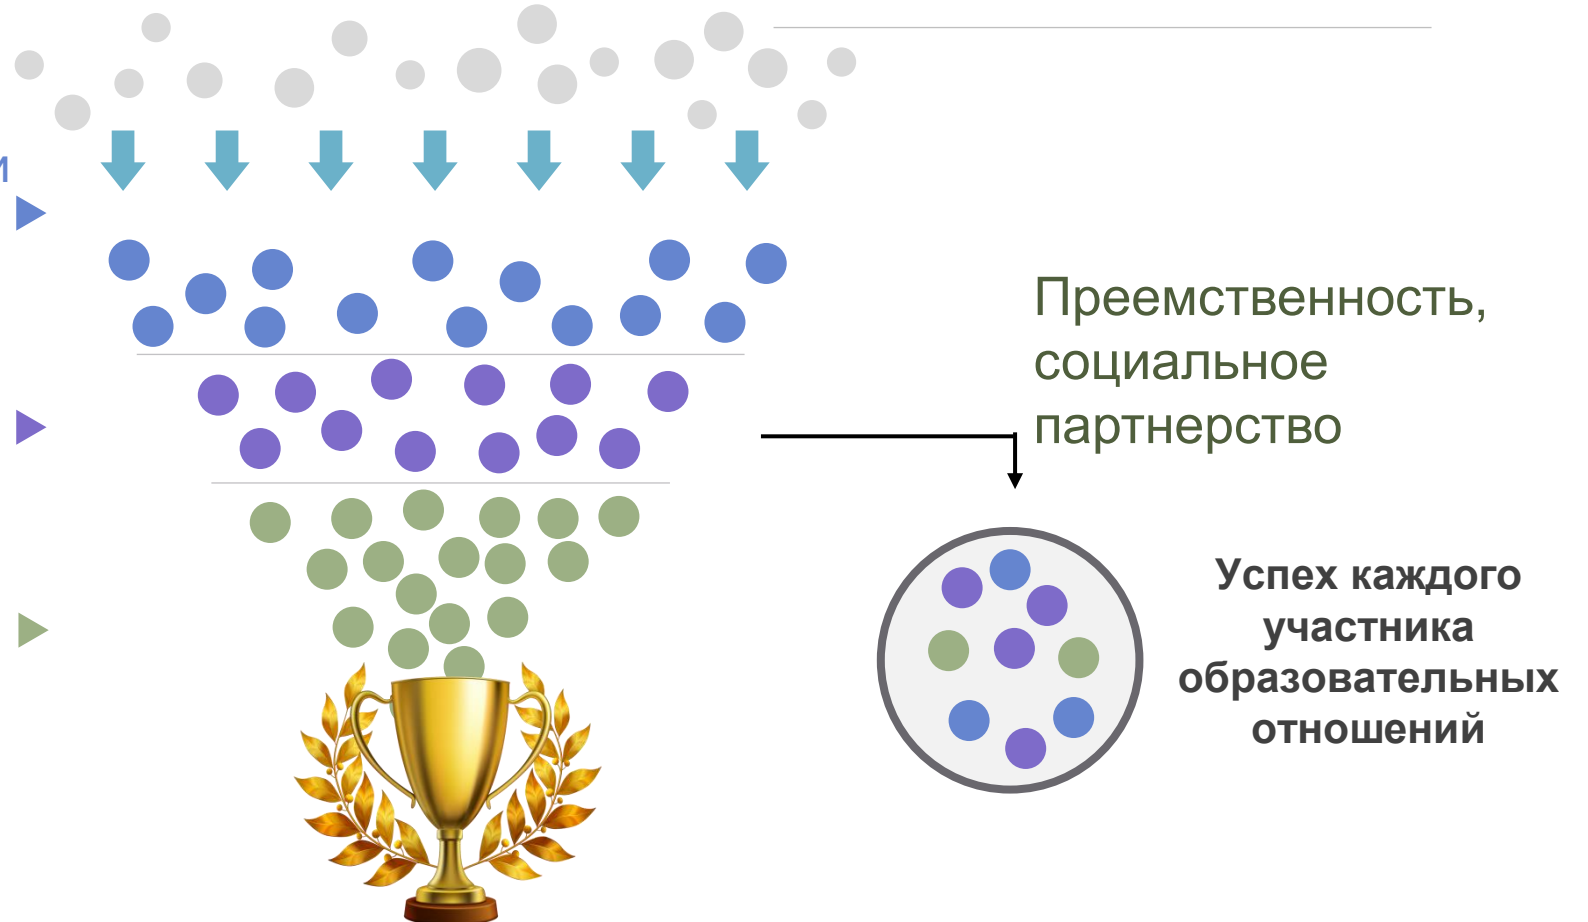 и
Преемственность,
социальное
партнерство
Успех каждого
участника
образовательных
отношений